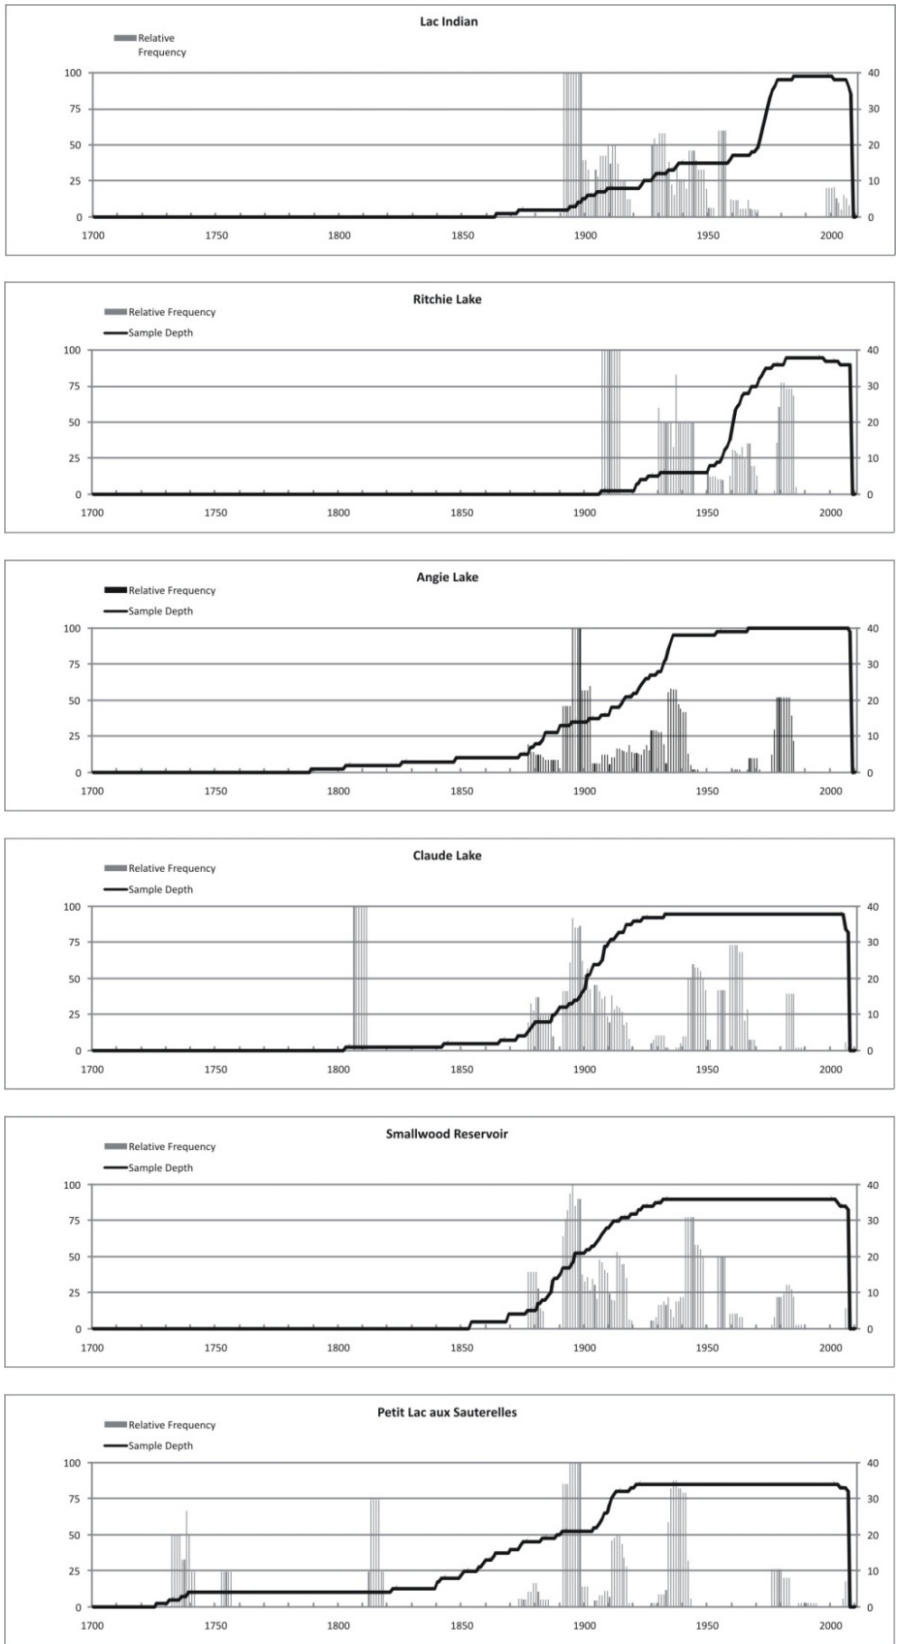 Lac Indian
Relative
Frequency
100 40
75 30
50 20
25 10
0 0
1700 1750 1800 1850 1900 1950 2000
Ritchie Lake
Relative Frequency
Sample Depth
100 40
75 30
50 20
25 10
0 0
1700 1750 1800 1850 1900 1950 2000
Angie Lake
Relative Frequency
Sample Depth
100 40
75 30
50 20
25 10
0 0
1700 1750 1800 1850 1900 1950 2000
Claude Lake
Relative Frequency
Sample Depth
100 40
75 30
50 20
25 10
0 0
1700 1750 1800 1850 1900 1950 2000
Smallwood Reservoir
Relative Frequency
Sample Depth
100 40
75 30
50 20
25 10
0 0
1700 1750 1800 1850 1900 1950 2000
Petit Lac aux Sauterelles
Relative Frequency
Sample Depth
100 40
75 30
50 20
25 10
0 0
1700 1750 1800 1850 1900 1950 2000